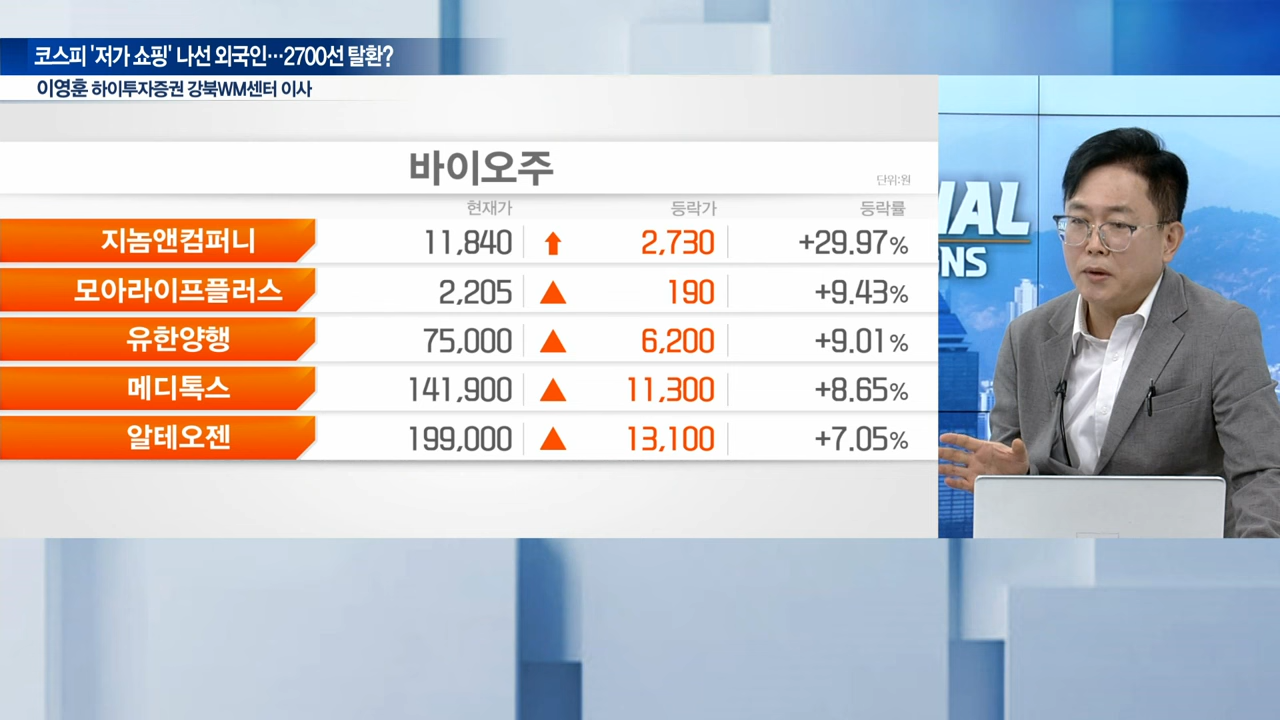 코스피 '저가 쇼핑' 나선 외국인…2700선 탈환?
이영훈 하이투자증권 강북WM센터 이사
바이오주
단위:원
현재가 등락가 등락률
지놈앤컴퍼니 11,840 2,730 +29.97%
모아라이프플러스 2,205 ▲ 190 +9.43%
유한양행 75,000 ▲ 6,200 +9.01%
메디톡스 141,900 ▲ 11,300 +8.65%
알테오젠 199,000 ▲ 13,100 +7.05%